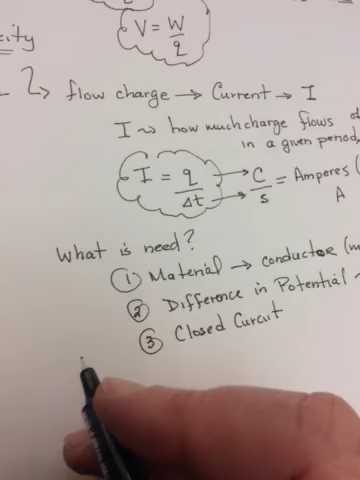 V = W/q
city
2 → flow charge → Current → I
I ~> how much charge flows
in a given period,
I = q/Δt → C/s = Amperes (
A
What is need?
① Material → conductor (m
② Difference in Potential ~
③ Closed Curcut